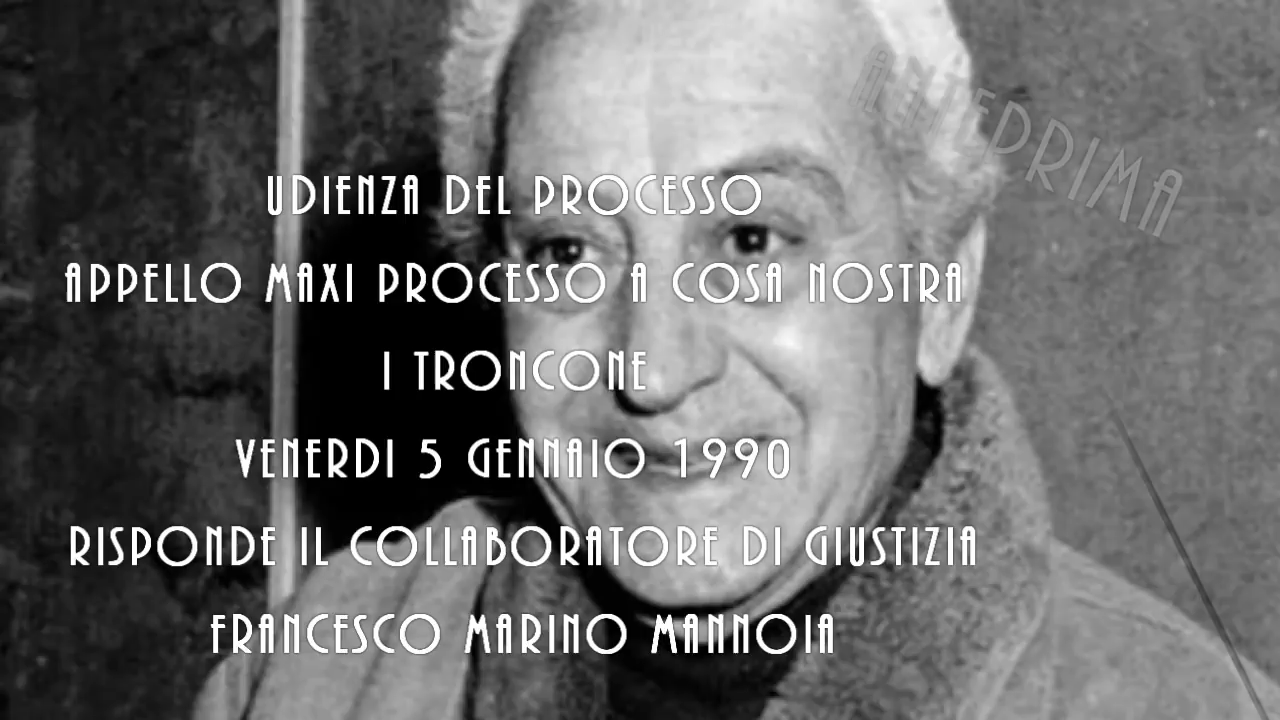 ANTEPRIMA
UDIENZA DEL PROCESSO
APPELLO MAXI PROCESSO A COSA NOSTRA
I TRONCONE
VENERDI 5 GENNAIO 1990
RISPONDE IL COLLABORATORE DI GIUSTIZIA
FRANCESCO MARINO MANNOIA